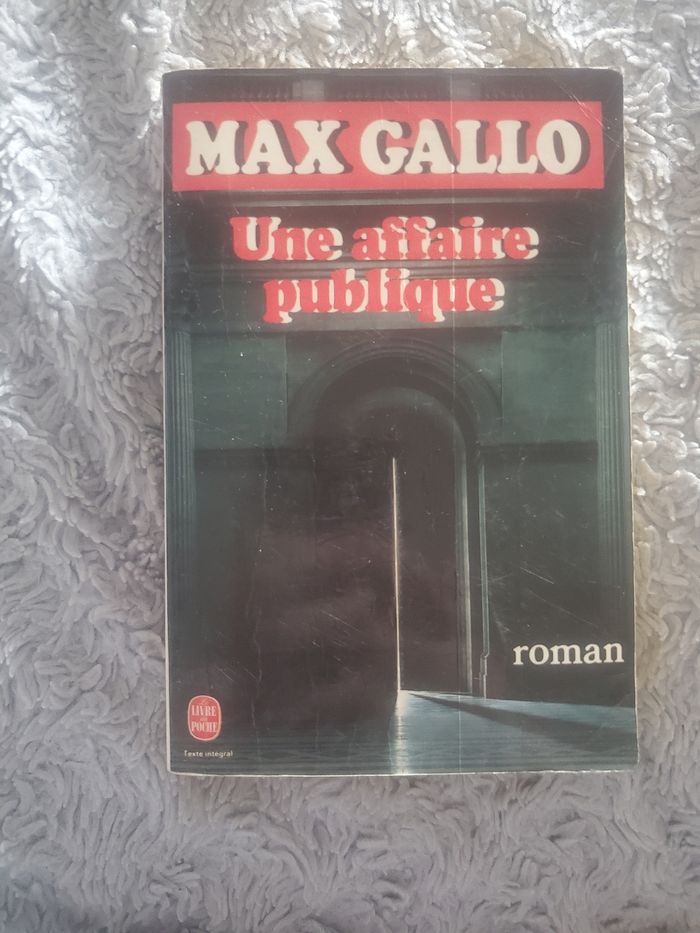 MAX GALLO
Une affaire
publique
roman
Le
LIVRE
de
POCHE
Texte intégral